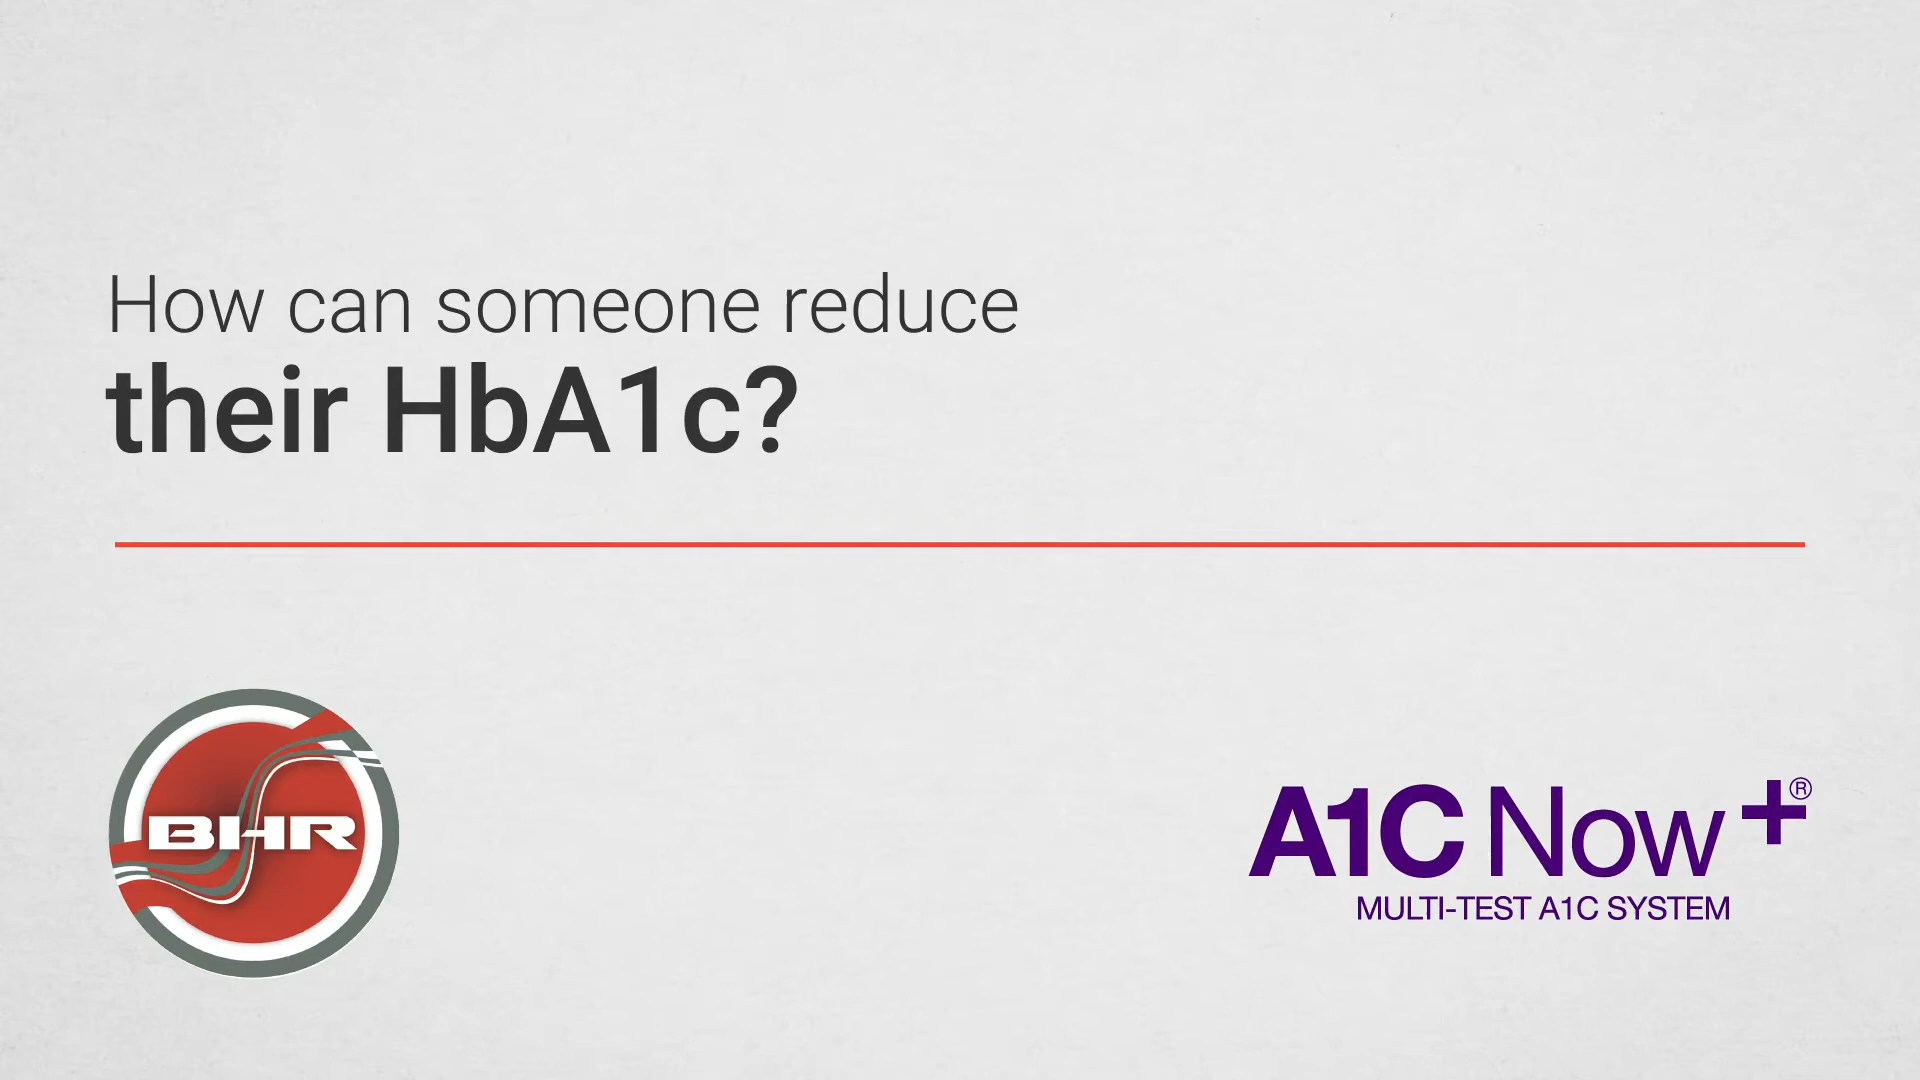 How can someone reduce
their HbA1c?
BHR
A1C Now+®
MULTI-TEST A1C SYSTEM